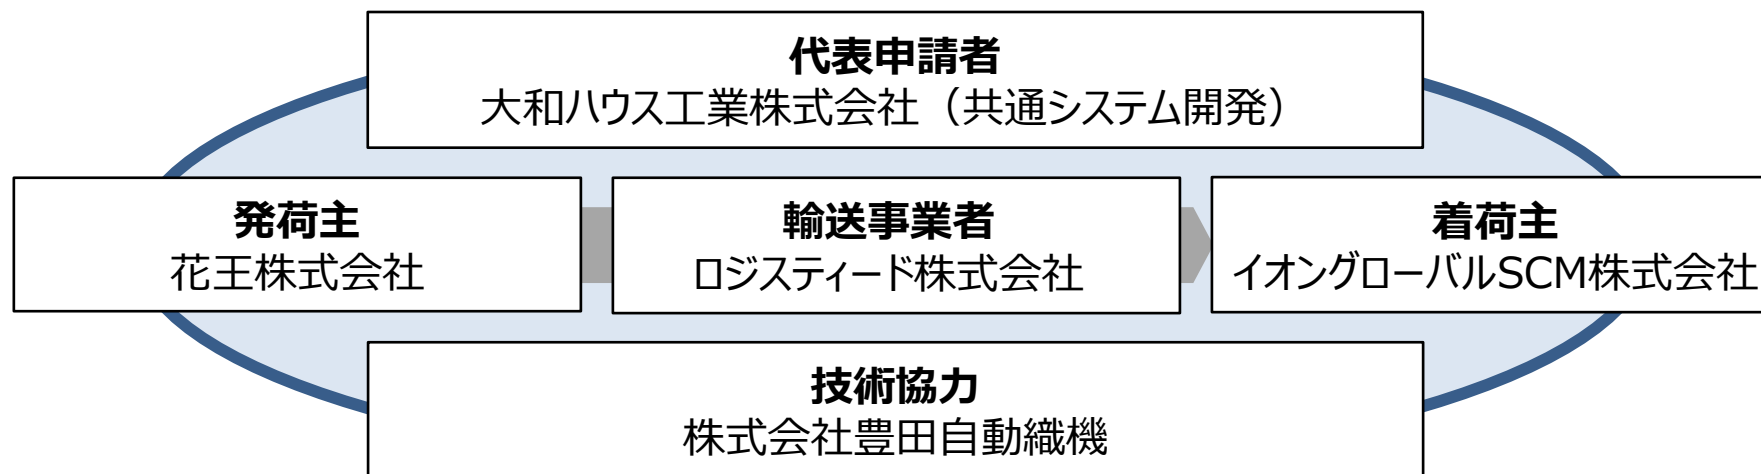 代表申請者
大和ハウス工業株式会社（共通システム開発）
発荷主
花王株式会社
輸送事業者
ロジスティード株式会社
着荷主
イオングローバルSCM株式会社
技術協力
株式会社豊田自動織機